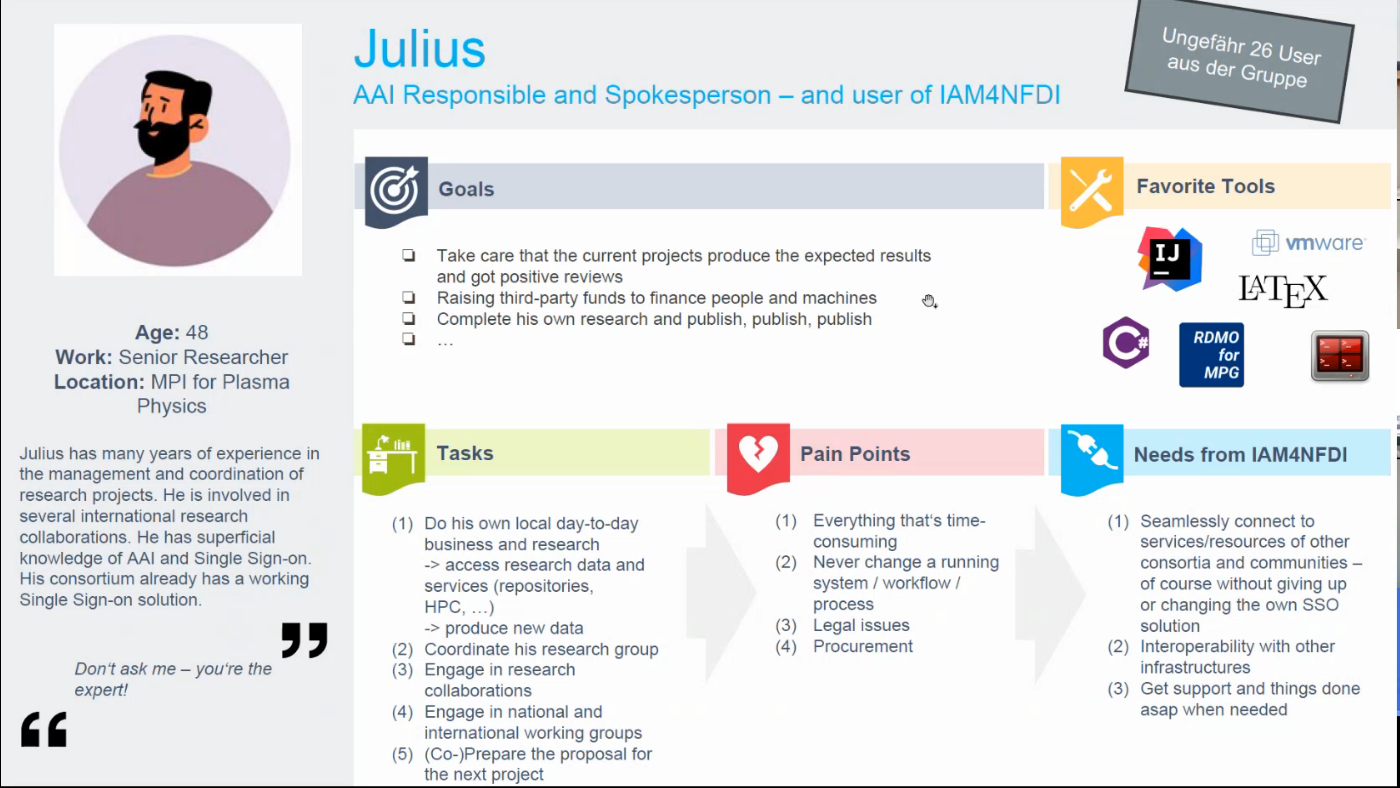 Julius
AAI Responsible and Spokesperson – and user of IAM4NFDI
Ungefähr 26 User
aus der Gruppe
Age: 48
Work: Senior Researcher
Location: MPI for Plasma
Physics
Julius has many years of experience in
the management and coordination of
research projects. He is involved in
several international research
collaborations. He has superficial
knowledge of AAI and Single Sign-on.
His consortium already has a working
Single Sign-on solution.
Don't ask me – you're the
expert!
Goals
❑ Take care that the current projects produce the expected results
and got positive reviews
❑ Raising third-party funds to finance people and machines
❑ Complete his own research and publish, publish, publish
❑ …
Favorite Tools
IJ
vmware
LATEX
C#
RDMO
for
MPG
Tasks
(1) Do his own local day-to-day
business and research
-> access research data and
services (repositories,
HPC, …)
-> produce new data
(2) Coordinate his research group
(3) Engage in research
collaborations
(4) Engage in national and
international working groups
(5) (Co-)Prepare the proposal for
the next project
Pain Points
(1) Everything that's time-
consuming
(2) Never change a running
system / workflow /
process
(3) Legal issues
(4) Procurement
Needs from IAM4NFDI
(1) Seamlessly connect to
services/resources of other
consortia and communities –
of course without giving up
or changing the own SSO
solution
(2) Interoperability with other
infrastructures
(3) Get support and things done
asap when needed